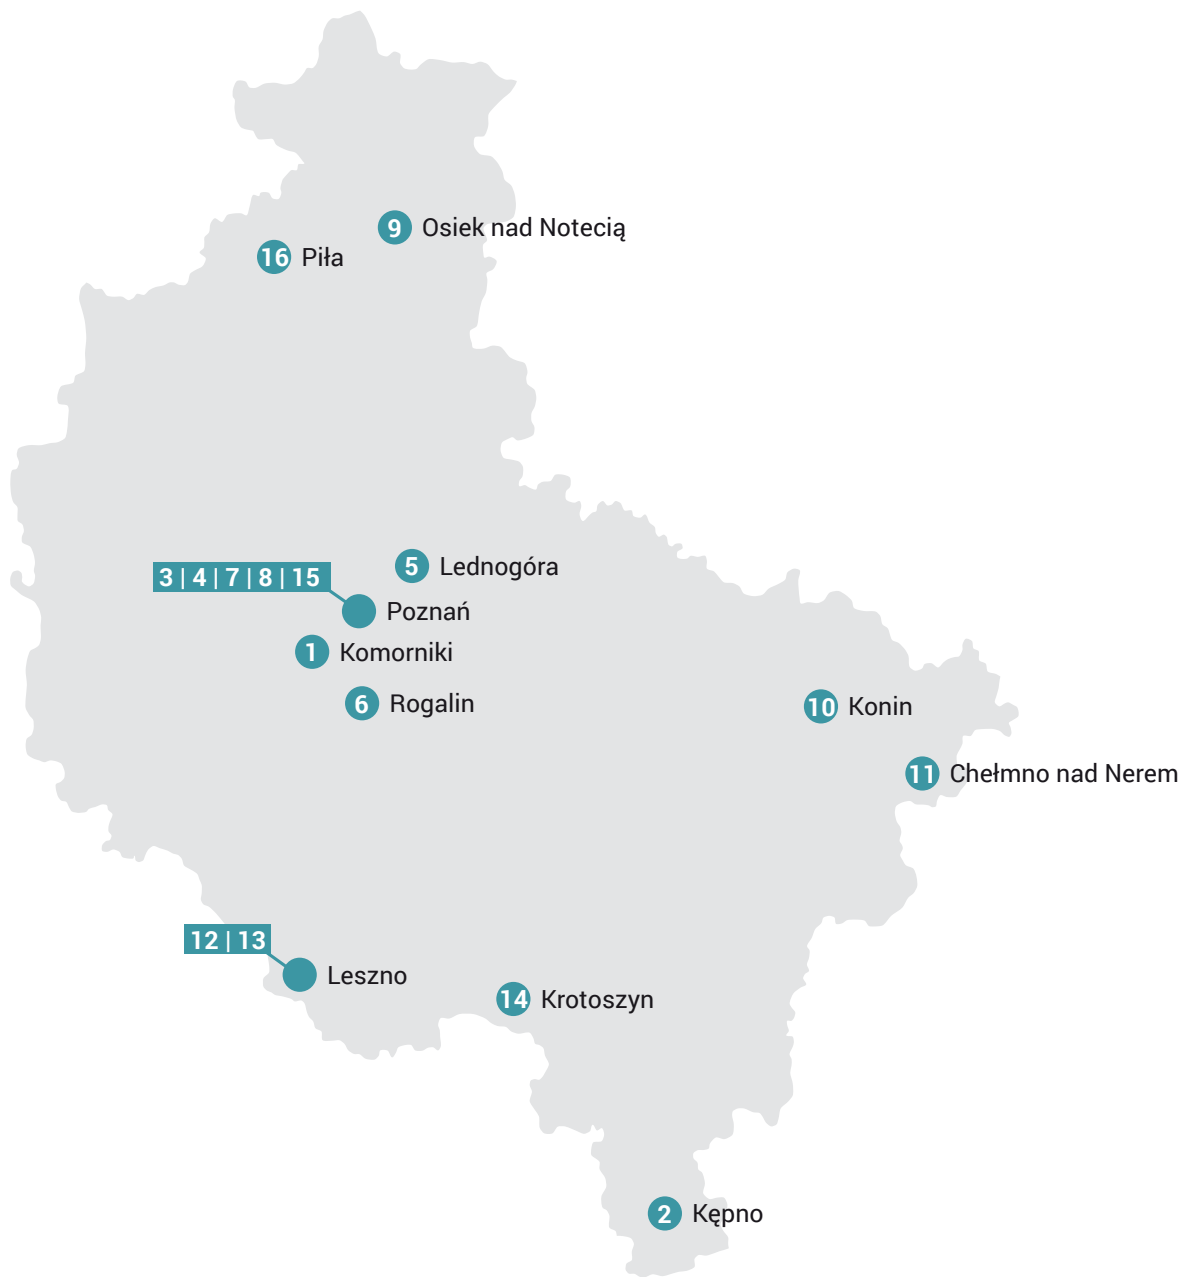 9 Osiek nad Notecią
16 Piła
5 Lednogóra
3 | 4 | 7 | 8 | 15
Poznań
1 Komorniki
6 Rogalin
10 Konin
11 Chełmno nad Nerem
12 | 13
Leszno
14 Krotoszyn
2 Kępno